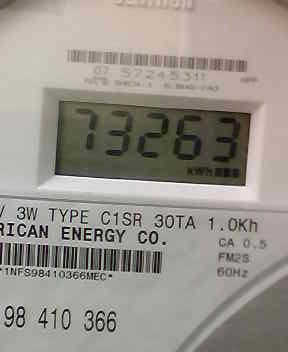 07 57245311
73263
kWh
V 3W TYPE C1SR 30TA 1.0Kh
RICAN ENERGY CO.
CA 0.5
FM2S
60Hz
*1NFS98410366MEC*
98 410 366